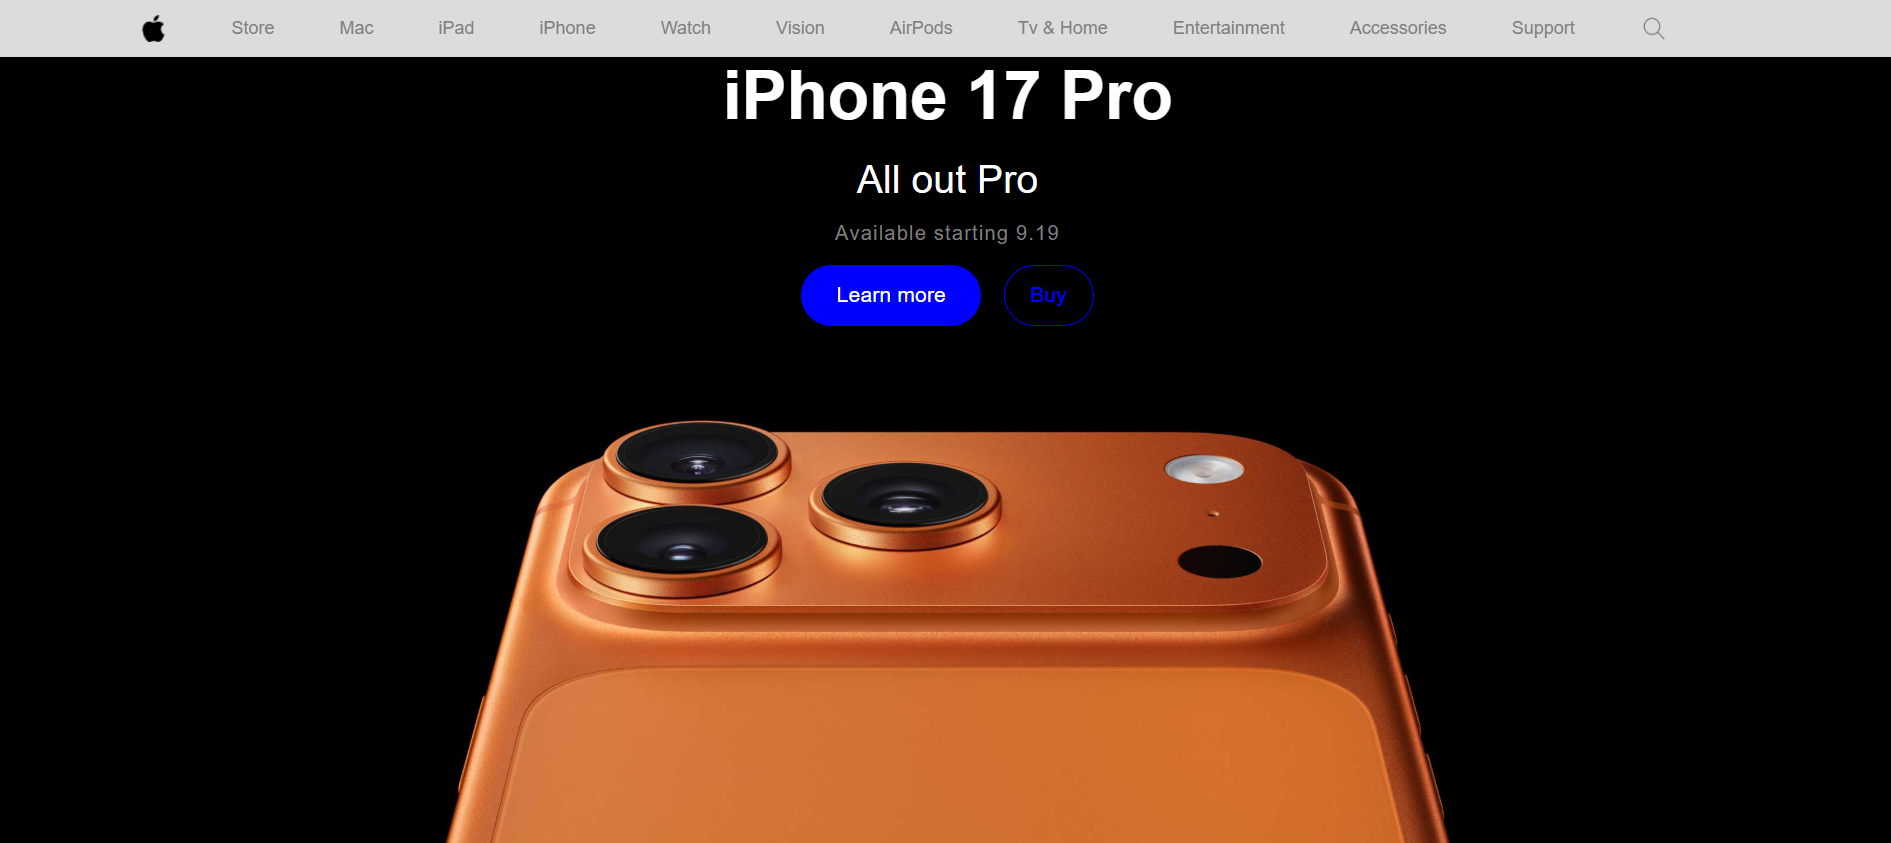 Store Mac iPad iPhone Watch Vision AirPods Tv & Home Entertainment Accessories Support
iPhone 17 Pro
All out Pro
Available starting 9.19
Learn more Buy